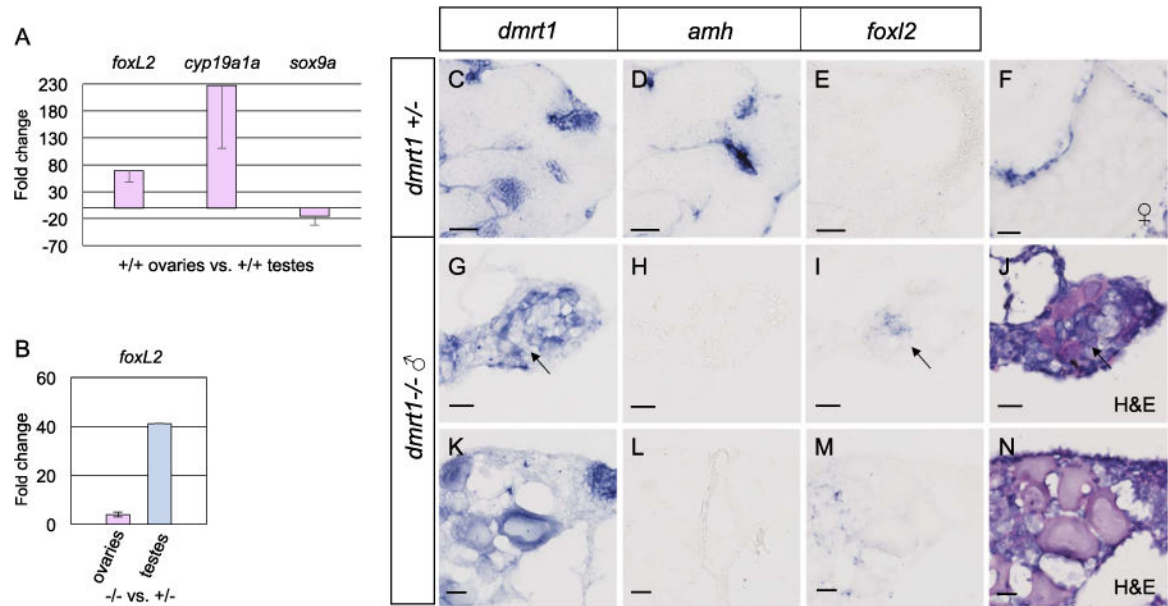 A
foxL2 cyp19a1a sox9a
Fold change
230
180
130
80
30
-20
-70
+/+ ovaries vs. +/+ testes
B
foxL2
Fold change
60
40
20
0
ovaries
testes
-/- vs. +/-
dmrt1 amh foxl2
dmrt1 +/-
C D E F
♀
dmrt1-/- ♂
G H I J
H&E
K L M N
H&E